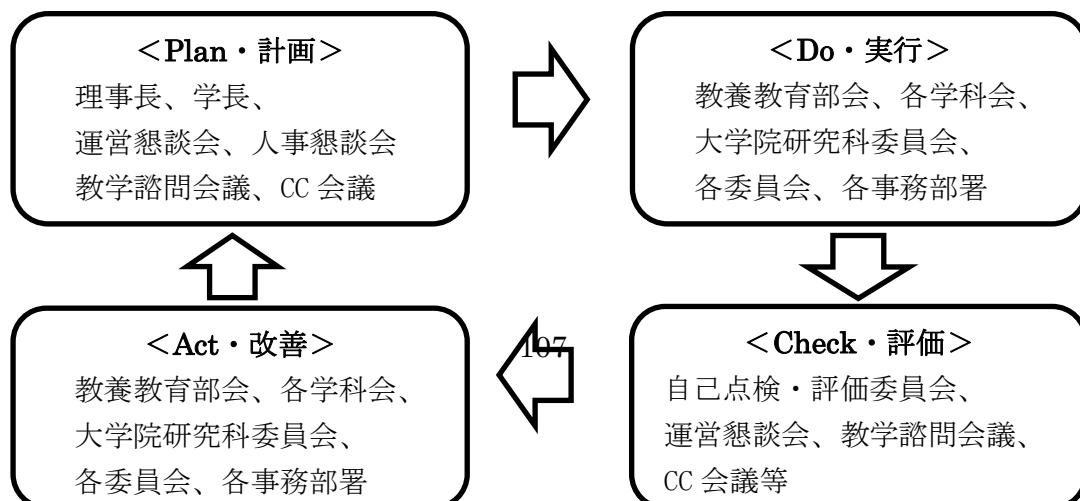 ＜Plan・計画＞
理事長、学長、
運営懇談会、人事懇談会
教学諮問会議、CC 会議
＜Do・実行＞
教養教育部会、各学科会、
大学院研究科委員会、
各委員会、各事務部署
＜Act・改善＞
教養教育部会、各学科会、
大学院研究科委員会、
各委員会、各事務部署
107
＜Check・評価＞
自己点検・評価委員会、
運営懇談会、教学諮問会議、
CC 会議等